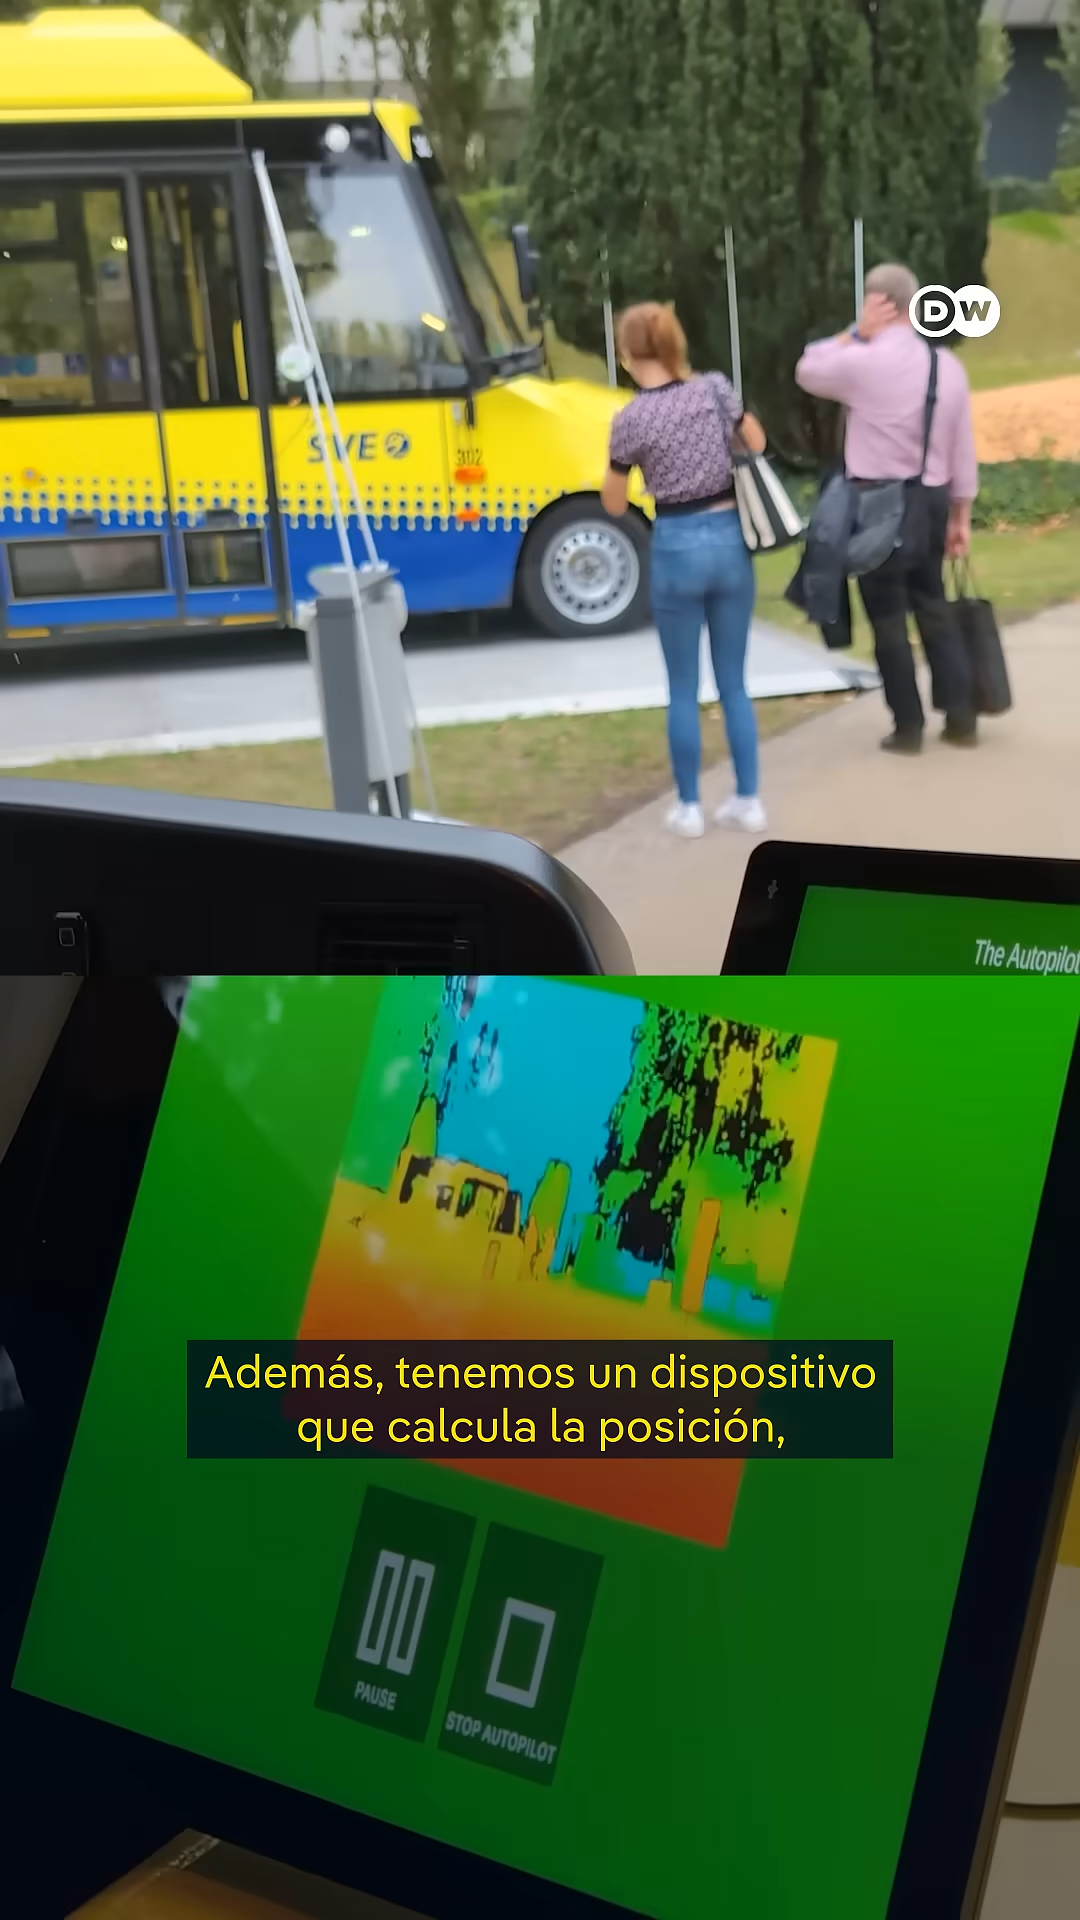 DW
SVE
302
The Autopilot
Además, tenemos un dispositivo
que calcula la posición,
PAUSE
STOP AUTOPILOT